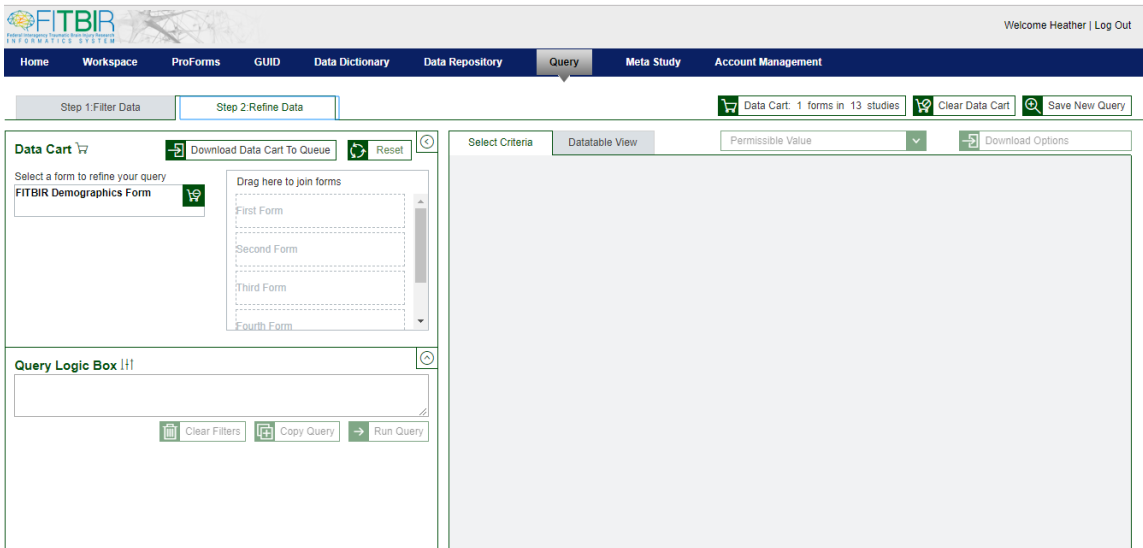 FITBIR
Federal Interagency Traumatic Brain Injury Research
INFORMATICS SYSTEM
Welcome Heather | Log Out
Home Workspace ProForms GUID Data Dictionary Data Repository Query Meta Study Account Management
Step 1:Filter Data Step 2:Refine Data Data Cart: 1 forms in 13 studies Clear Data Cart Save New Query
Data Cart Download Data Cart To Queue Reset Select Criteria Datatable View Permissible Value Download Options
Select a form to refine your query
FITBIR Demographics Form
Drag here to join forms
First Form
Second Form
Third Form
Fourth Form
Query Logic Box
Clear Filters Copy Query Run Query